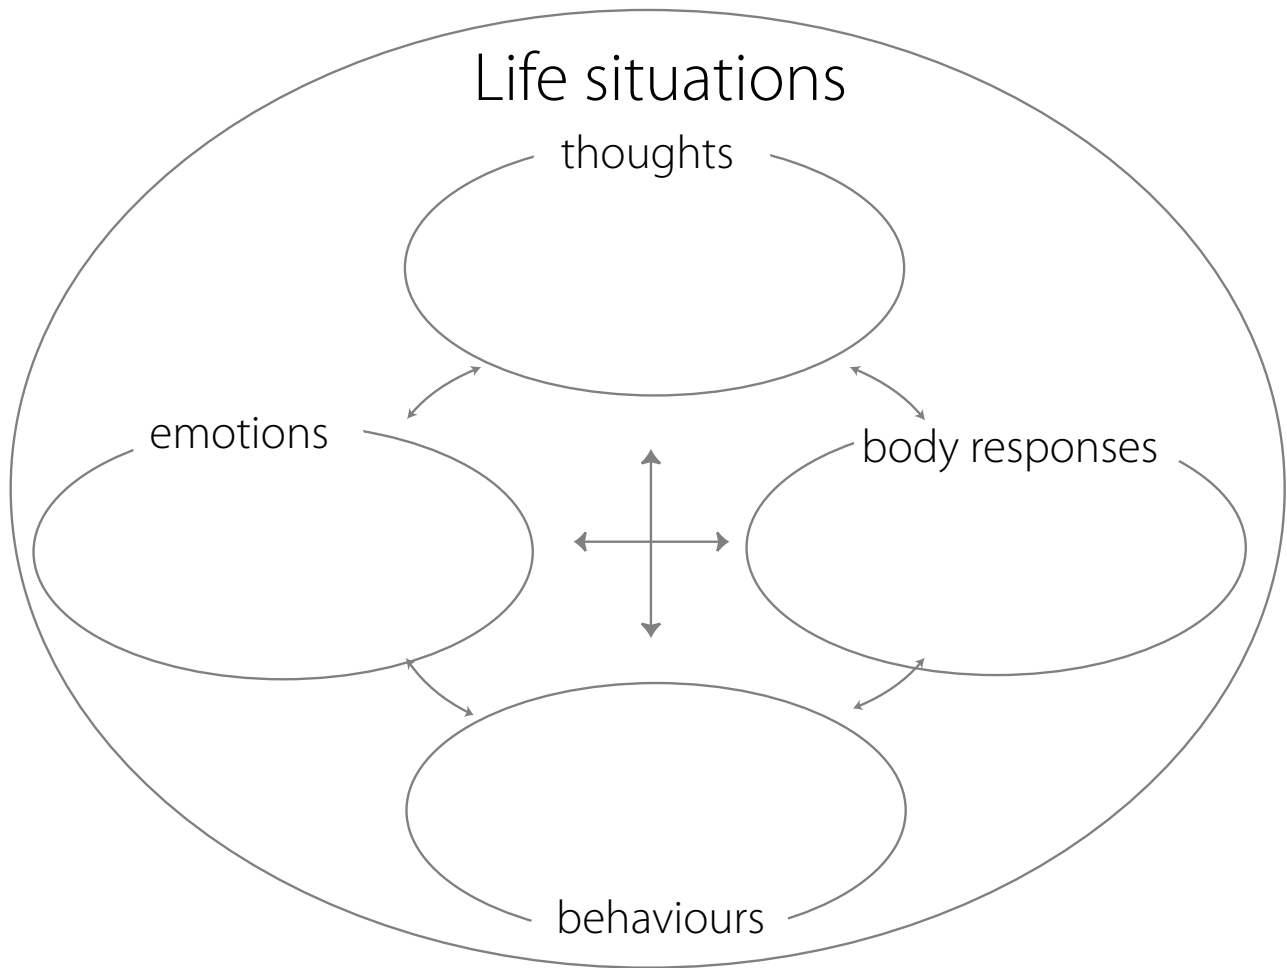 Life situations
thoughts
emotions
body responses
behaviours